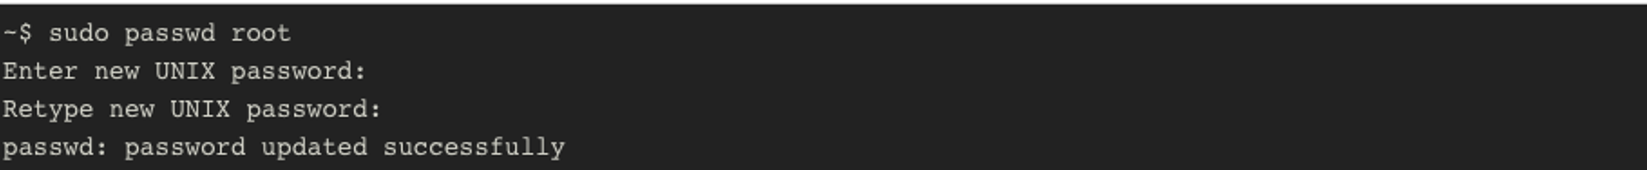 ~$ sudo passwd root
Enter new UNIX password:
Retype new UNIX password:
passwd: password updated successfully